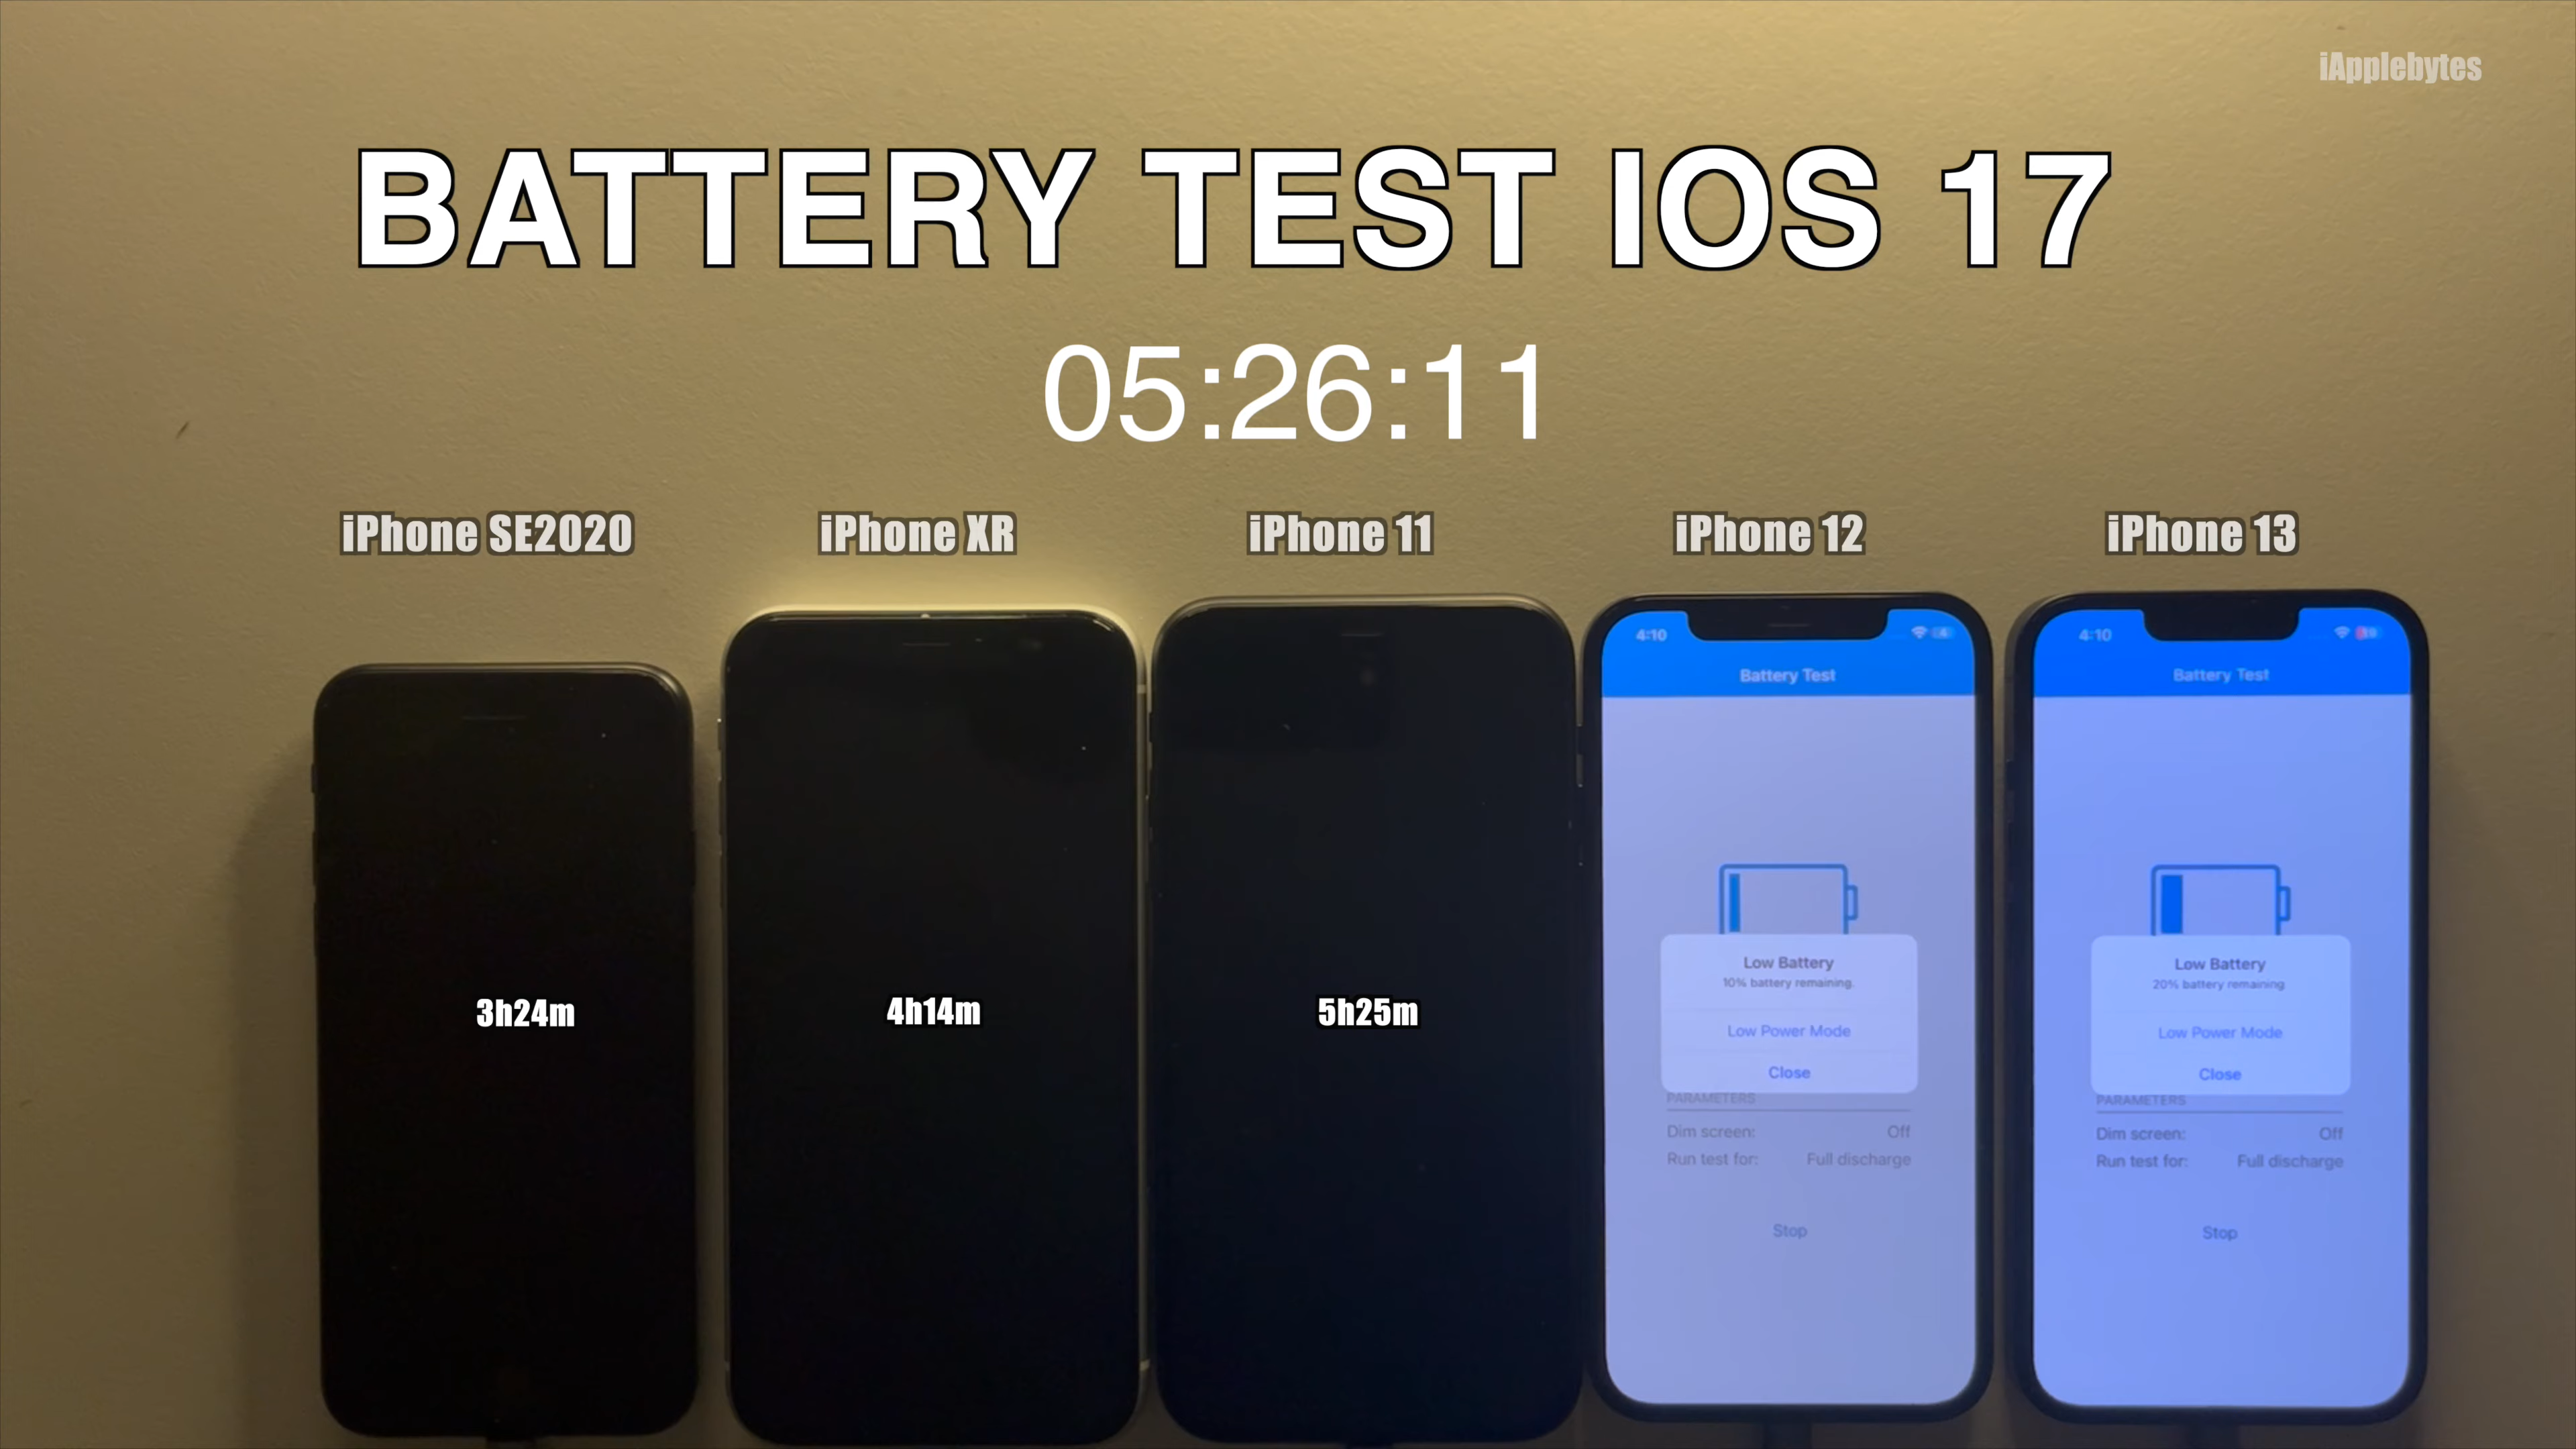 iApplebytes
BATTERY TEST IOS 17
05:26:11
iPhone SE2020
iPhone XR
iPhone 11
iPhone 12
iPhone 13
4:10
4:10
Battery Test
Battery Test
3h24m
4h14m
5h25m
Low Battery
10% battery remaining.
Low Power Mode
Close
PARAMETERS
Dim screen: Off
Run test for: Full discharge
Stop
Low Battery
20% battery remaining
Low Power Mode
Close
PARAMETERS
Dim screen: Off
Run test for: Full discharge
Stop